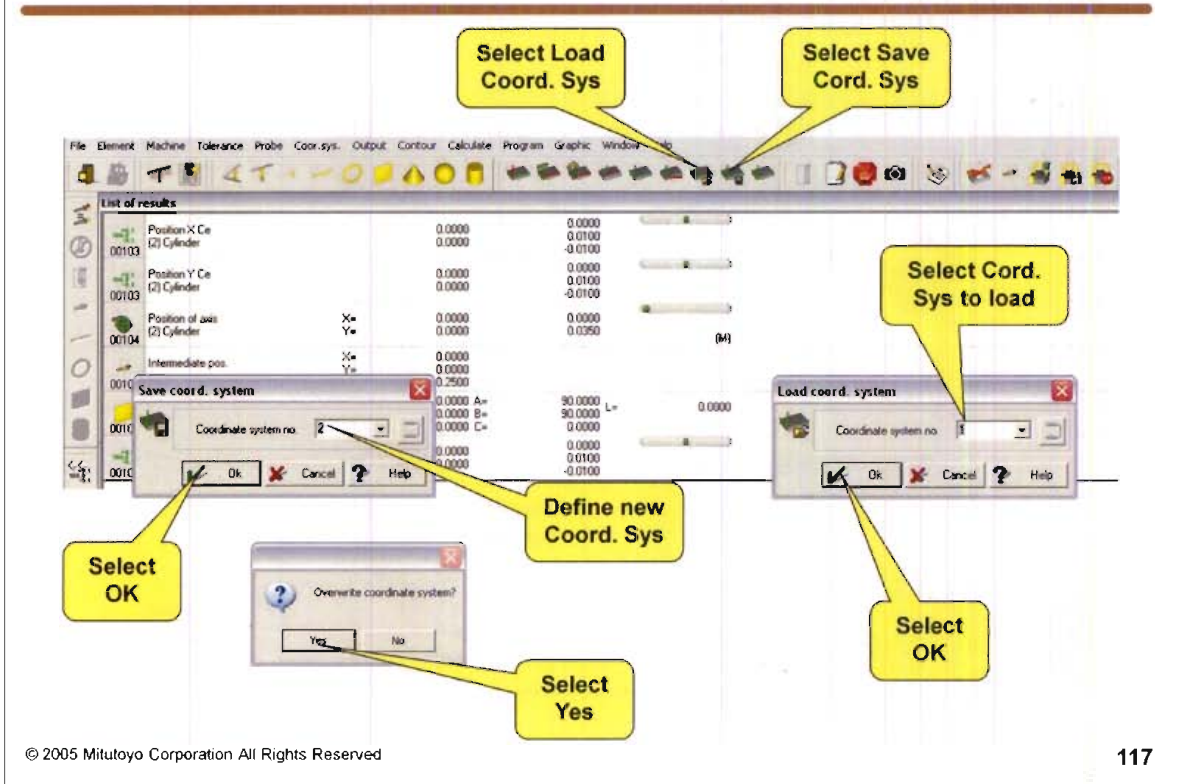 Select Load
Coord. Sys
Select Save
Cord. Sys
File Element Machine Tolerance Probe Coor.sys. Output Contour Calculate Program Graphic Window
List of results
Position X Ce 0.0000 0.0000
(2) Cylinder 0.0000 0.0100
00103 -0.0100
Position Y Ce 0.0000 0.0000
(2) Cylinder 0.0000 0.0100
00103 -0.0100
Position of axis X= 0.0000 0.0000
(2) Cylinder Y= 0.0000 0.0350
00104 (M)
Intermediate pos. X= 0.0000
Y= 0.0000
0.2500
0.0000 A= 90.0000 L= 0.0000
0.0000 B= 90.0000
0.0000 C= 0.0000
0.0000 0.0000
0.0000 0.0100
-0.0100
Select Cord.
Sys to load
Save coord. system
Coordinate system no. 2
Ok Cancel Help
Load coord. system
Coordinate system no. 1
Ok Cancel Help
Define new
Coord. Sys
Select
OK
Overwrite coordinate system?
Yes No
Select
OK
Select
Yes
© 2005 Mitutoyo Corporation All Rights Reserved
117